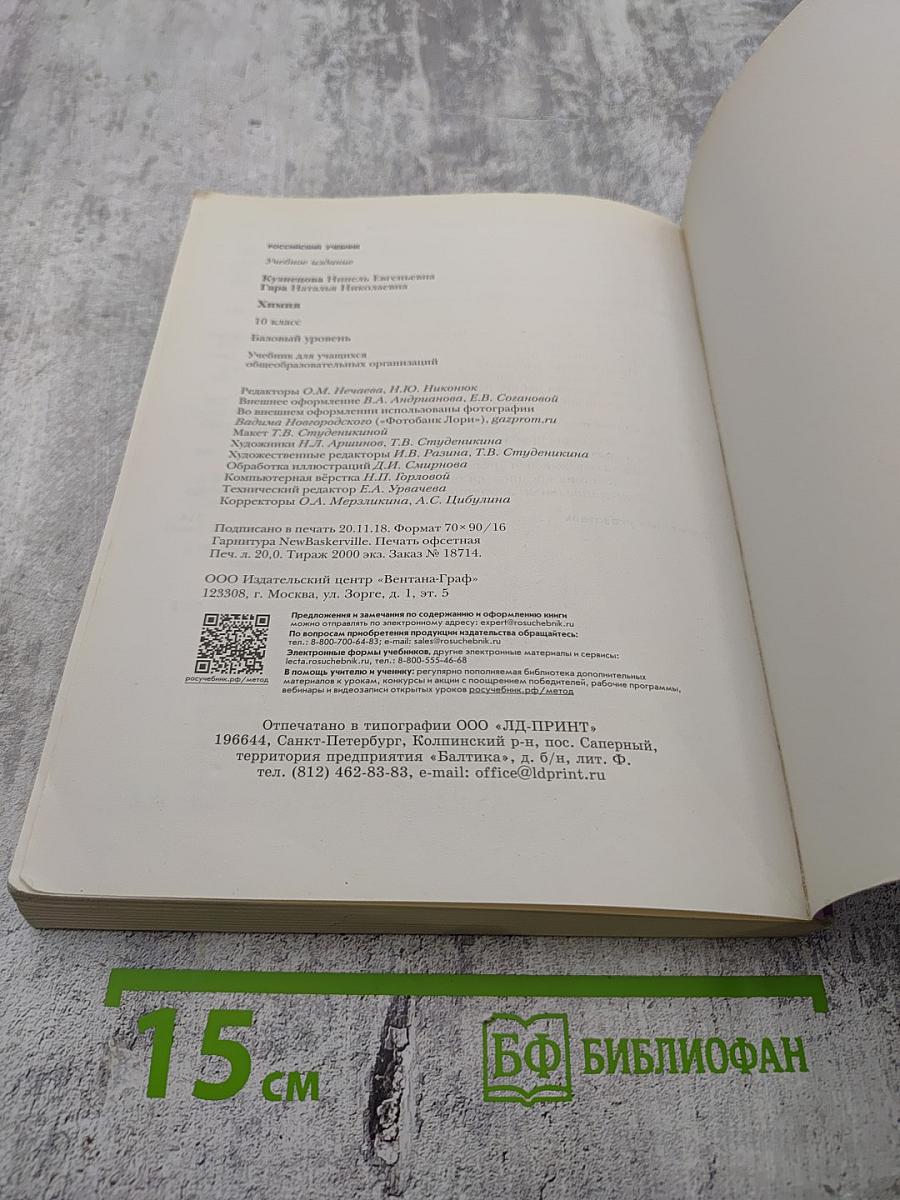 РОССИЙСКИЙ УЧЕБНИК
Учебное издание
Кузнецова Нинель Евгеньевна
Гара Наталья Николаевна
Химия
10 класс
Базовый уровень
Учебник для учащихся
общеобразовательных организаций
Редакторы О.М. Нечаева, Н.Ю. Никонюк
Внешнее оформление В.А. Андрианова, Е.В. Согановой
Во внешнем оформлении использованы фотографии
Вадима Новгородского («Фотобанк Лори»), gazprom.ru
Макет Т.В. Студеникиной
Художники Н.Л. Аршинов, Т.В. Студеникина
Художественные редакторы И.В. Разина, Т.В. Студеникина
Обработка иллюстраций Д.И. Смирнова
Компьютерная вёрстка Н.П. Горловой
Технический редактор Е.А. Урвачева
Корректоры О.А. Мерзликина, А.С. Цибулина
Подписано в печать 20.11.18. Формат 70×90/16
Гарнитура NewBaskerville. Печать офсетная
Печ. л. 20,0. Тираж 2000 экз. Заказ № 18714.
ООО Издательский центр «Вентана-Граф»
123308, г. Москва, ул. Зорге, д. 1, эт. 5
Предложения и замечания по содержанию и оформлению книги
можно отправлять по электронному адресу: expert@rosuchebnik.ru
По вопросам приобретения продукции издательства обращайтесь:
тел.: 8-800-700-64-83; e-mail: sales@rosuchebnik.ru
Электронные формы учебников, другие электронные материалы и сервисы:
lecta.rosuchebnik.ru, тел.: 8-800-555-46-68
В помощь учителю и ученику: регулярно пополняемая библиотека дополнительных
материалов к урокам, конкурсы и акции с поощрением победителей, рабочие программы,
вебинары и видеозаписи открытых уроков росучебник.рф/метод
росучебник.рф/метод
Отпечатано в типографии ООО «ЛД-ПРИНТ»
196644, Санкт-Петербург, Колпинский р-н, пос. Саперный,
территория предприятия «Балтика», д. б/н, лит. Ф.
тел. (812) 462-83-83, e-mail: office@ldprint.ru
15 см
БФ БИБЛИОФАН